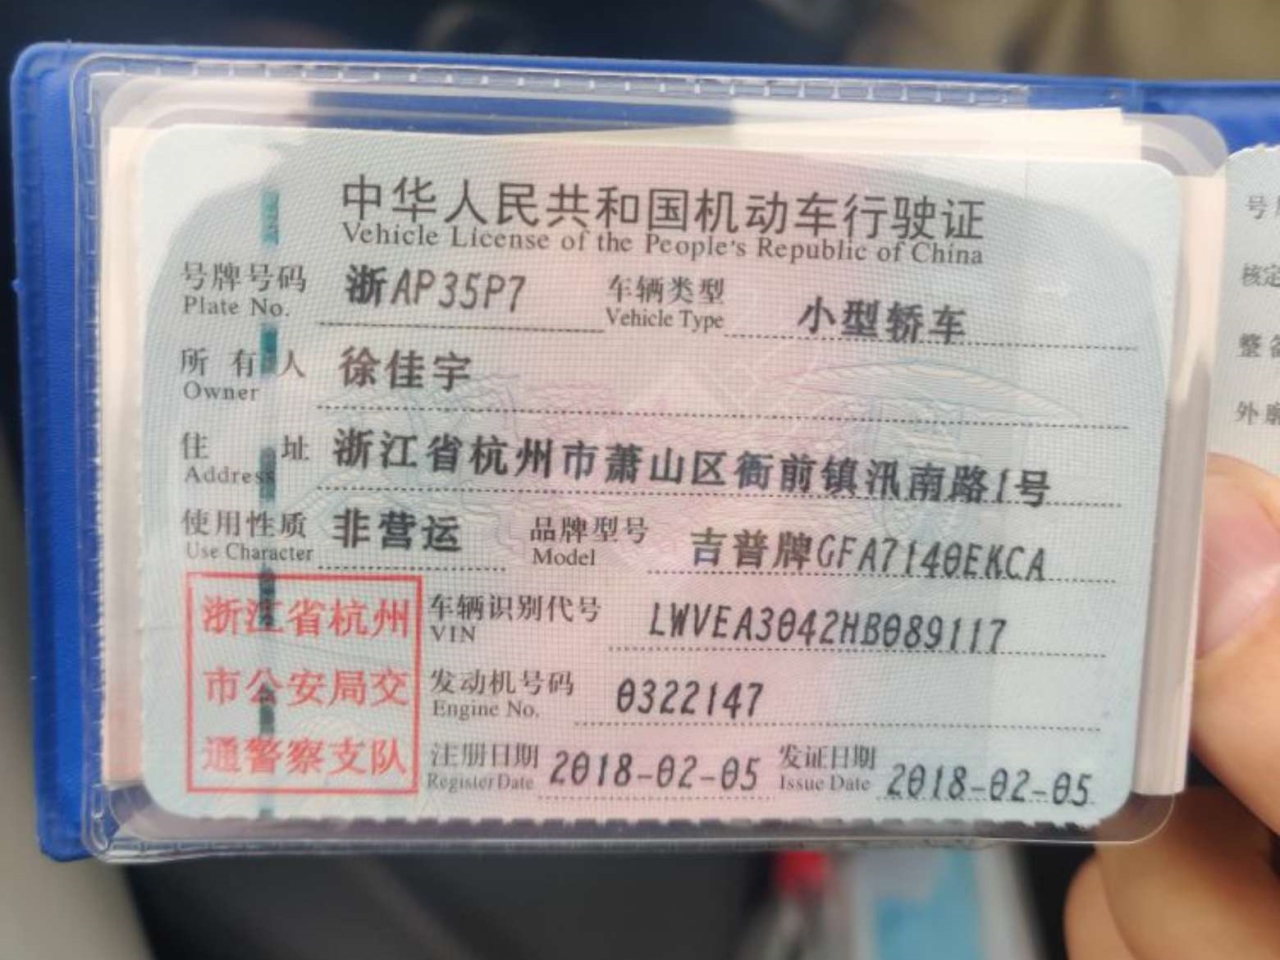 中华人民共和国机动车行驶证
Vehicle License of the People's Republic of China
号牌号码 浙AP35P7 车辆类型 小型轿车
Plate No. Vehicle Type
所有人 徐佳宇
Owner
住址 浙江省杭州市萧山区衙前镇汛南路1号
Address
使用性质 非营运 品牌型号 吉普牌GFA7140EKCA
Use Character Model
浙江省杭州
市公安局交
通警察支队
车辆识别代号 LWVEA3042HB089117
VIN
发动机号码 0322147
Engine No.
注册日期 2018-02-05 发证日期 2018-02-05
Register Date Issue Date
号
核定
整备
外廓